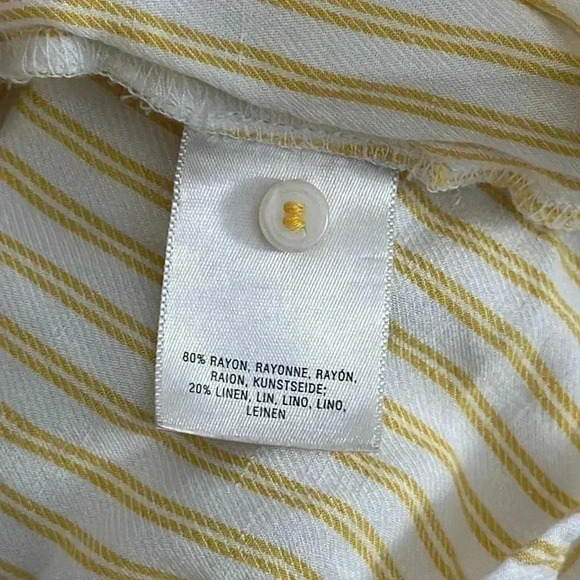 80% RAYON, RAYONNE, RAYÓN,
RAION, KUNSTSEIDE;
20% LINEN, LIN, LINO, LINO,
LEINEN